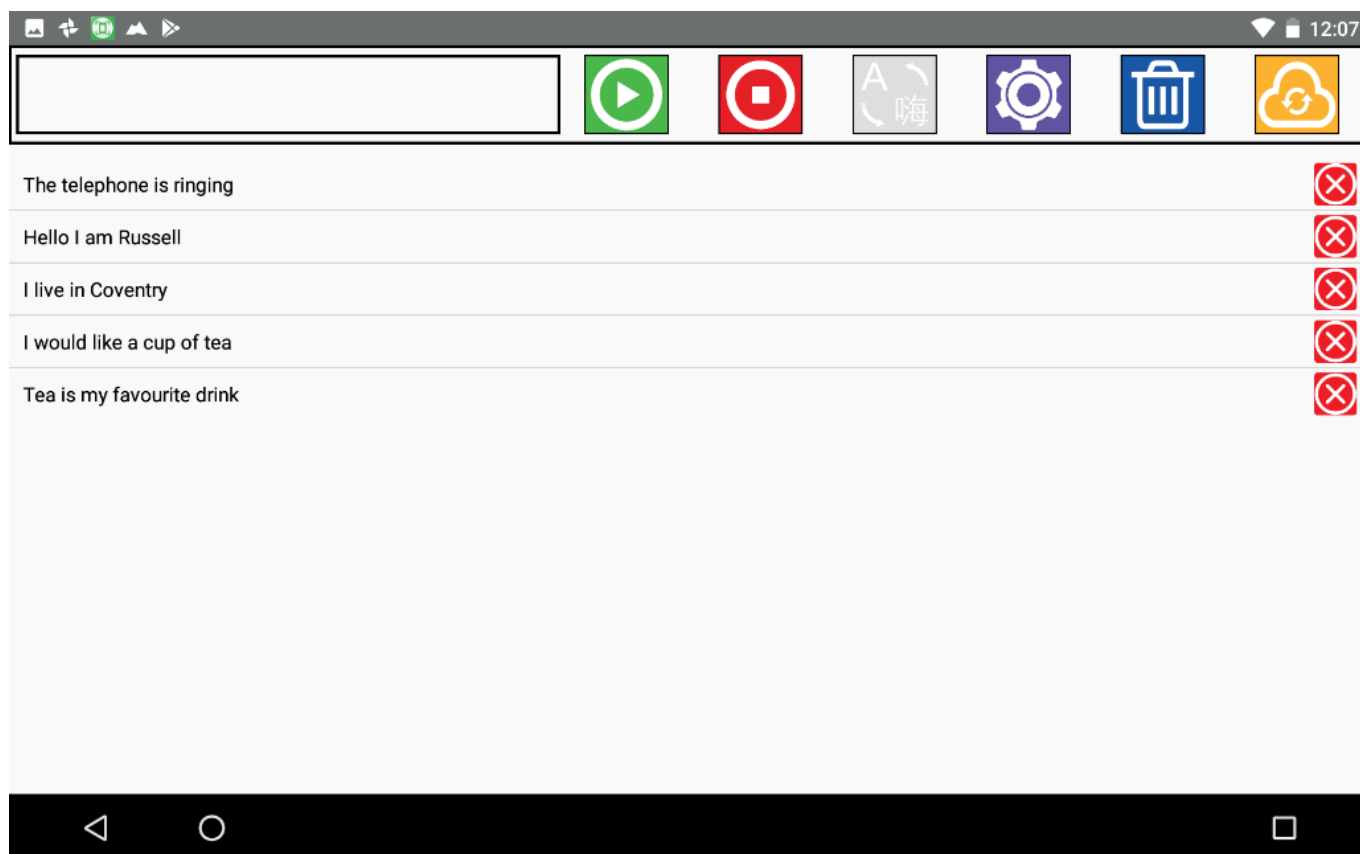 12:07
A
嗨
The telephone is ringing
Hello I am Russell
I live in Coventry
I would like a cup of tea
Tea is my favourite drink